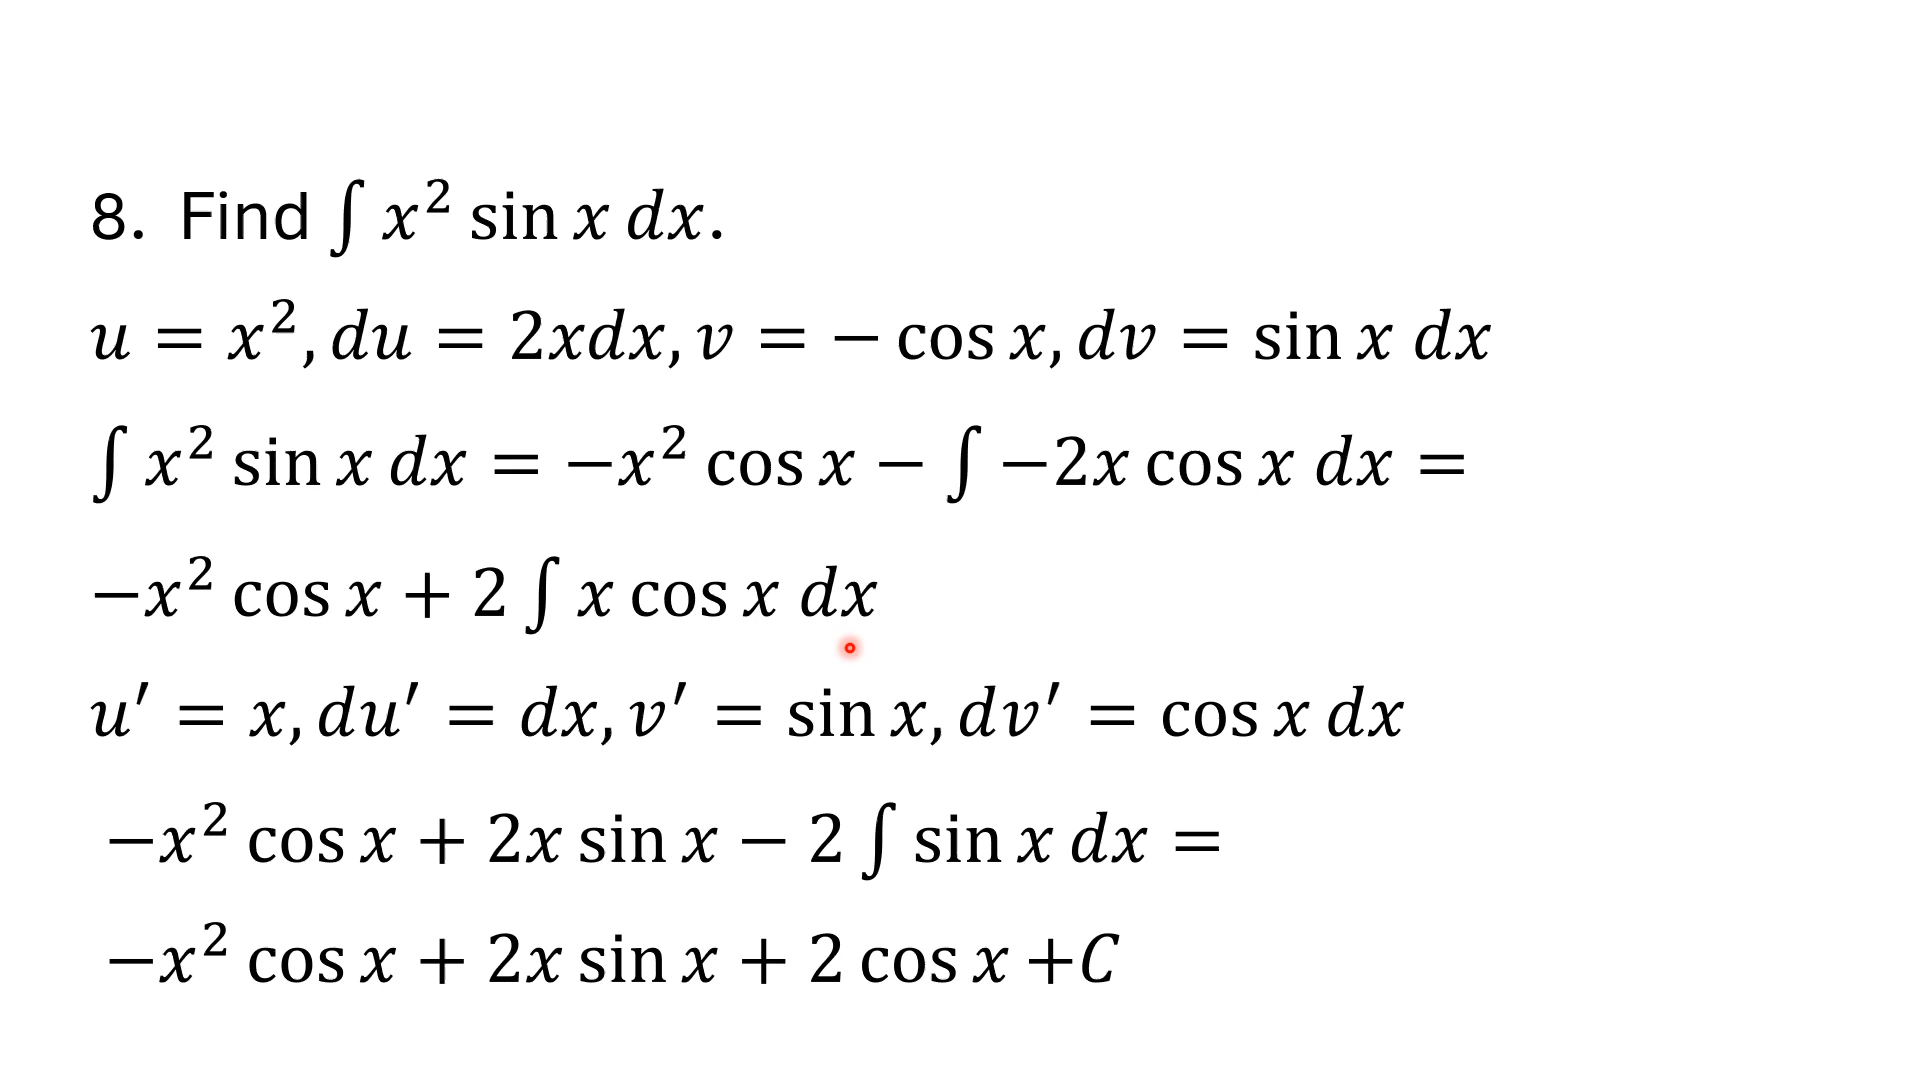 8. Find ∫ x² sin x dx.
u = x², du = 2xdx, v = − cos x, dv = sin x dx
∫ x² sin x dx = −x² cos x − ∫ −2x cos x dx =
−x² cos x + 2 ∫ x cos x dx
u′ = x, du′ = dx, v′ = sin x, dv′ = cos x dx
−x² cos x + 2x sin x − 2 ∫ sin x dx =
−x² cos x + 2x sin x + 2 cos x +C